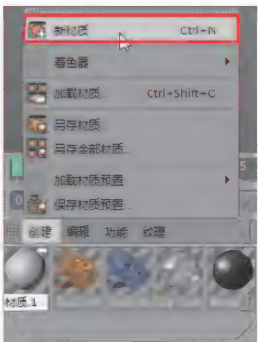 新材质 Ctrl+N
着色器
加载材质.. Ctrl+Shift+O
另存材质..
另存全部材质..
加载材质预置
保存材质预置..
创建 编辑 功能 纹理
材质.1